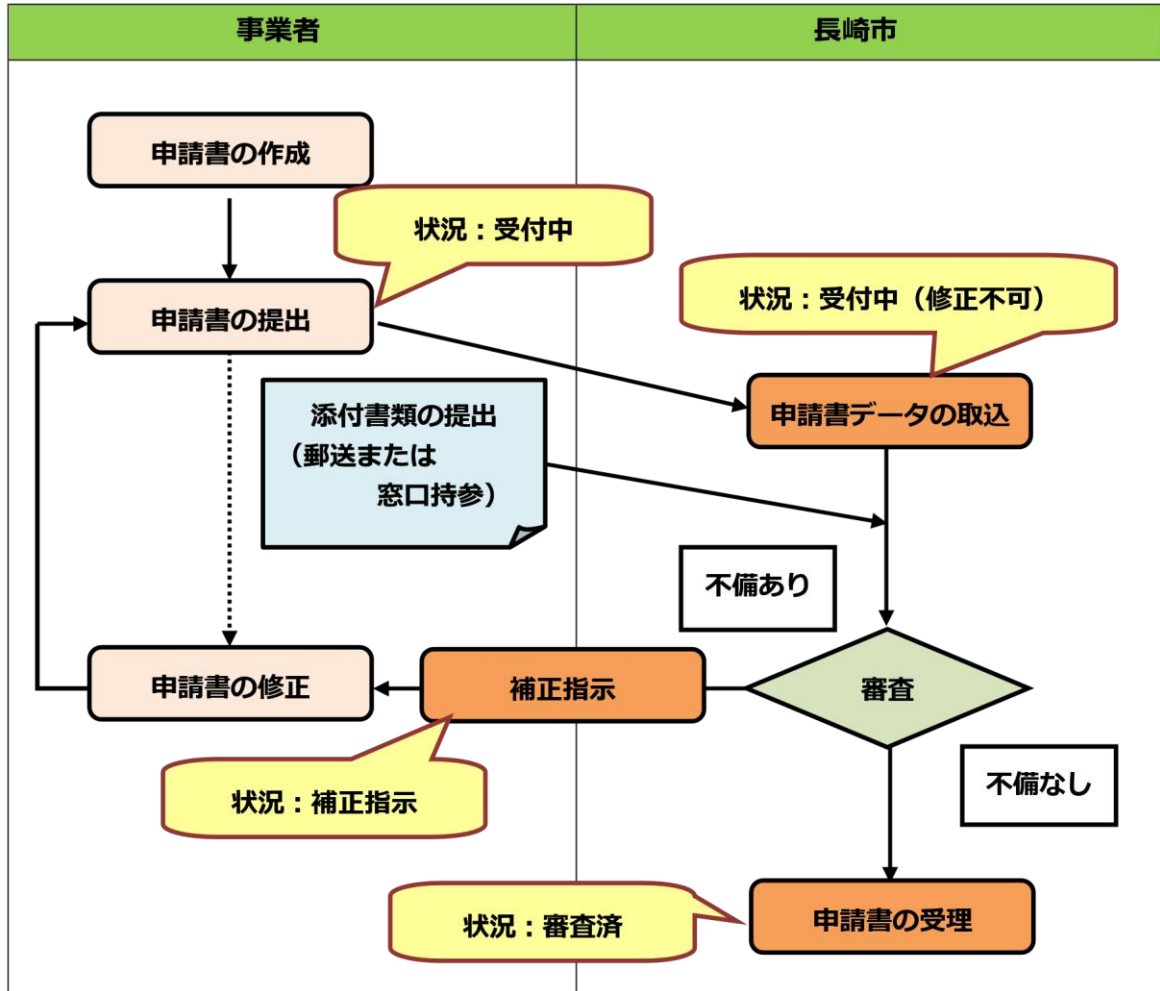 事業者
長崎市
申請書の作成
状況：受付中
申請書の提出
状況：受付中（修正不可）
添付書類の提出
（郵送または
窓口持参）
申請書データの取込
不備あり
申請書の修正
補正指示
審査
状況：補正指示
不備なし
状況：審査済
申請書の受理